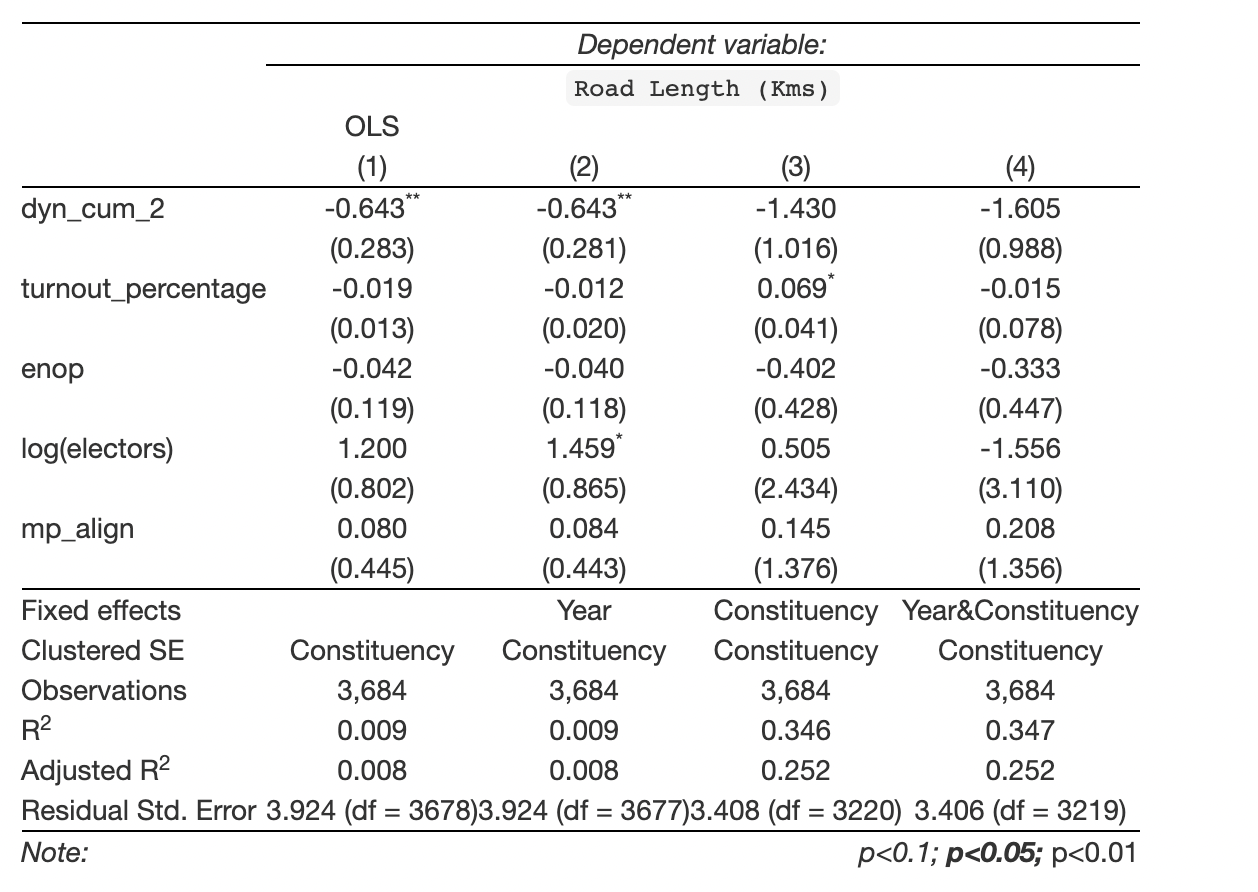 Dependent variable:
Road Length (Kms)
OLS
(1) (2) (3) (4)
dyn_cum_2 -0.643** -0.643** -1.430 -1.605
(0.283) (0.281) (1.016) (0.988)
turnout_percentage -0.019 -0.012 0.069* -0.015
(0.013) (0.020) (0.041) (0.078)
enop -0.042 -0.040 -0.402 -0.333
(0.119) (0.118) (0.428) (0.447)
log(electors) 1.200 1.459* 0.505 -1.556
(0.802) (0.865) (2.434) (3.110)
mp_align 0.080 0.084 0.145 0.208
(0.445) (0.443) (1.376) (1.356)
Fixed effects Year Constituency Year&Constituency
Clustered SE Constituency Constituency Constituency Constituency
Observations 3,684 3,684 3,684 3,684
R2 0.009 0.009 0.346 0.347
Adjusted R2 0.008 0.008 0.252 0.252
Residual Std. Error 3.924 (df = 3678) 3.924 (df = 3677) 3.408 (df = 3220) 3.406 (df = 3219)
Note: p<0.1; p<0.05; p<0.01